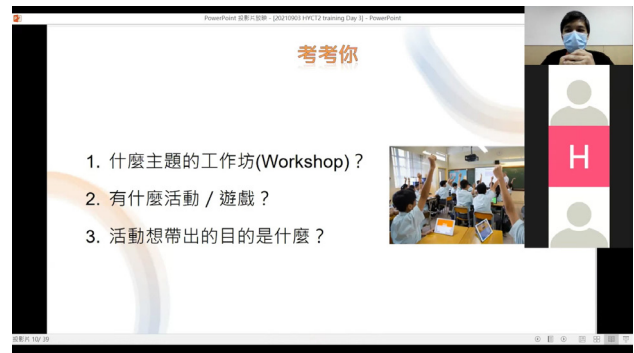 PowerPoint 投影片放映 - [20210903 HYCT2 training Day 3] - PowerPoint
考考你
1. 什麼主題的工作坊(Workshop)？
2. 有什麼活動 / 遊戲？
3. 活動想帶出的目的是什麼？
H
投影片 10/ 39